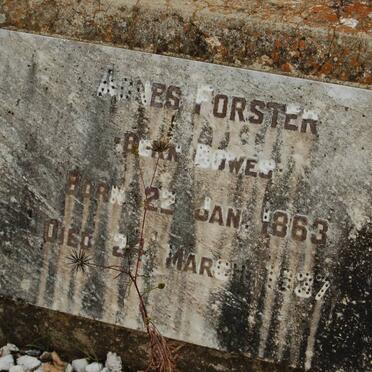 AGNES FORSTER
BORN BOWES
BORN 22 JAN. 1863
DIED MARCH